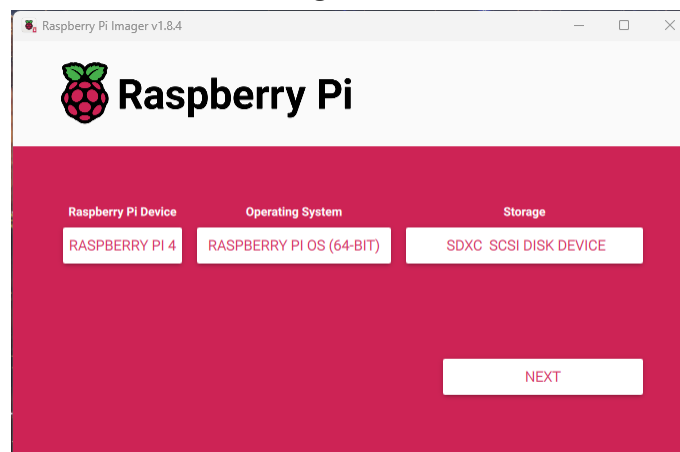 Raspberry Pi Imager v1.8.4
Raspberry Pi
Raspberry Pi Device Operating System Storage
RASPBERRY PI 4 RASPBERRY PI OS (64-BIT) SDXC SCSI DISK DEVICE
NEXT